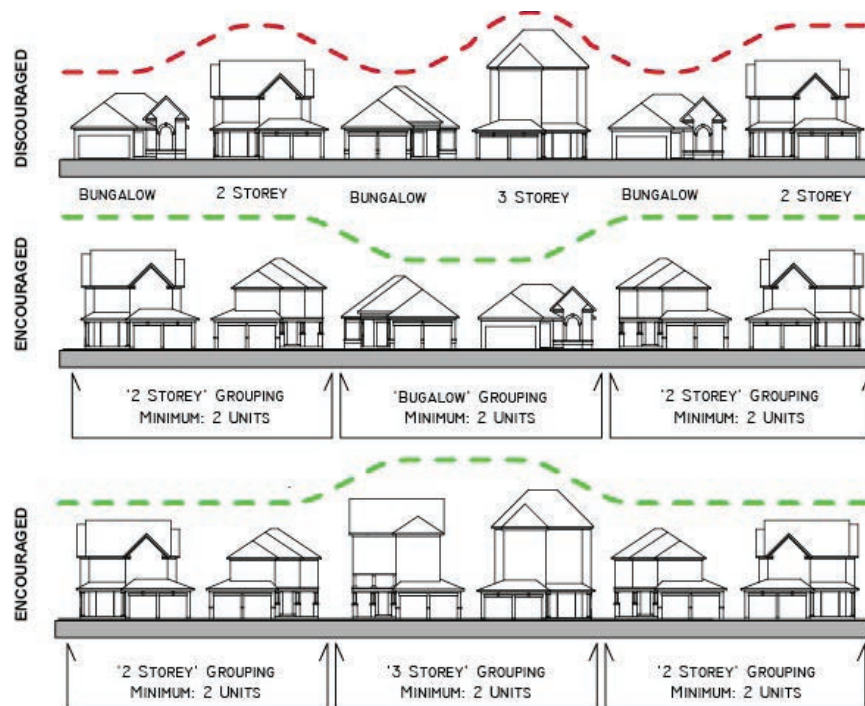 DISCOURAGED
BUNGALOW
2 STOREY
BUNGALOW
3 STOREY
BUNGALOW
2 STOREY
ENCOURAGED
'2 STOREY' GROUPING
MINIMUM: 2 UNITS
'BUGALOW' GROUPING
MINIMUM: 2 UNITS
'2 STOREY' GROUPING
MINIMUM: 2 UNITS
ENCOURAGED
'2 STOREY' GROUPING
MINIMUM: 2 UNITS
'3 STOREY' GROUPING
MINIMUM: 2 UNITS
'2 STOREY' GROUPING
MINIMUM: 2 UNITS